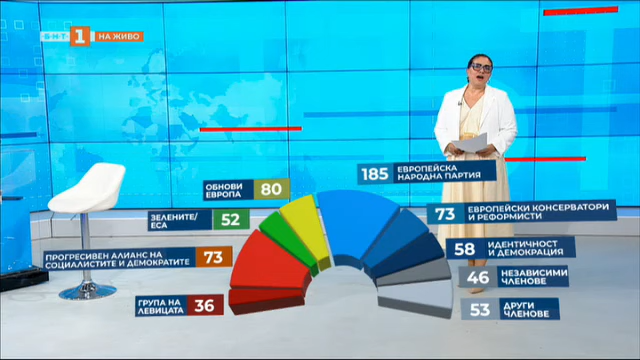 БНТ 1 НА ЖИВО
185 ЕВРОПЕЙСКА
НАРОДНА ПАРТИЯ
ОБНОВИ
ЕВРОПА 80
73 ЕВРОПЕЙСКИ КОНСЕРВАТОРИ
И РЕФОРМИСТИ
ЗЕЛЕНИТЕ/
ЕСА 52
58 ИДЕНТИЧНОСТ
И ДЕМОКРАЦИЯ
ПРОГРЕСИВЕН АЛИАНС НА
СОЦИАЛИСТИТЕ И ДЕМОКРАТИТЕ 73
46 НЕЗАВИСИМИ
ЧЛЕНОВЕ
ГРУПА НА
ЛЕВИЦАТА 36
53 ДРУГИ
ЧЛЕНОВЕ